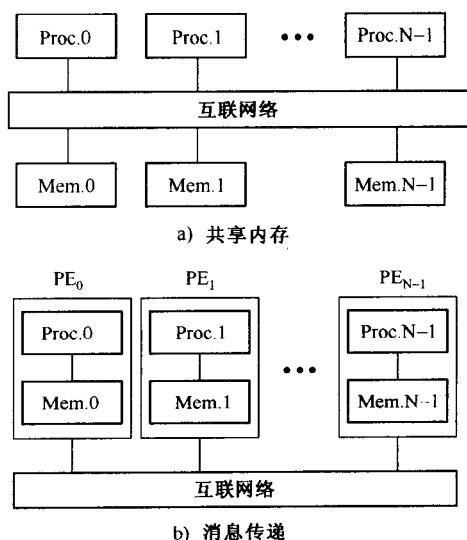 Proc.0 Proc.1 ••• Proc.N−1
互联网络
Mem.0 Mem.1 Mem.N−1
a) 共享内存
PE₀ PE₁ PE_N−1
Proc.0 Proc.1 Proc.N−1
•••
Mem.0 Mem.1 Mem.N−1
互联网络
b) 消息传递